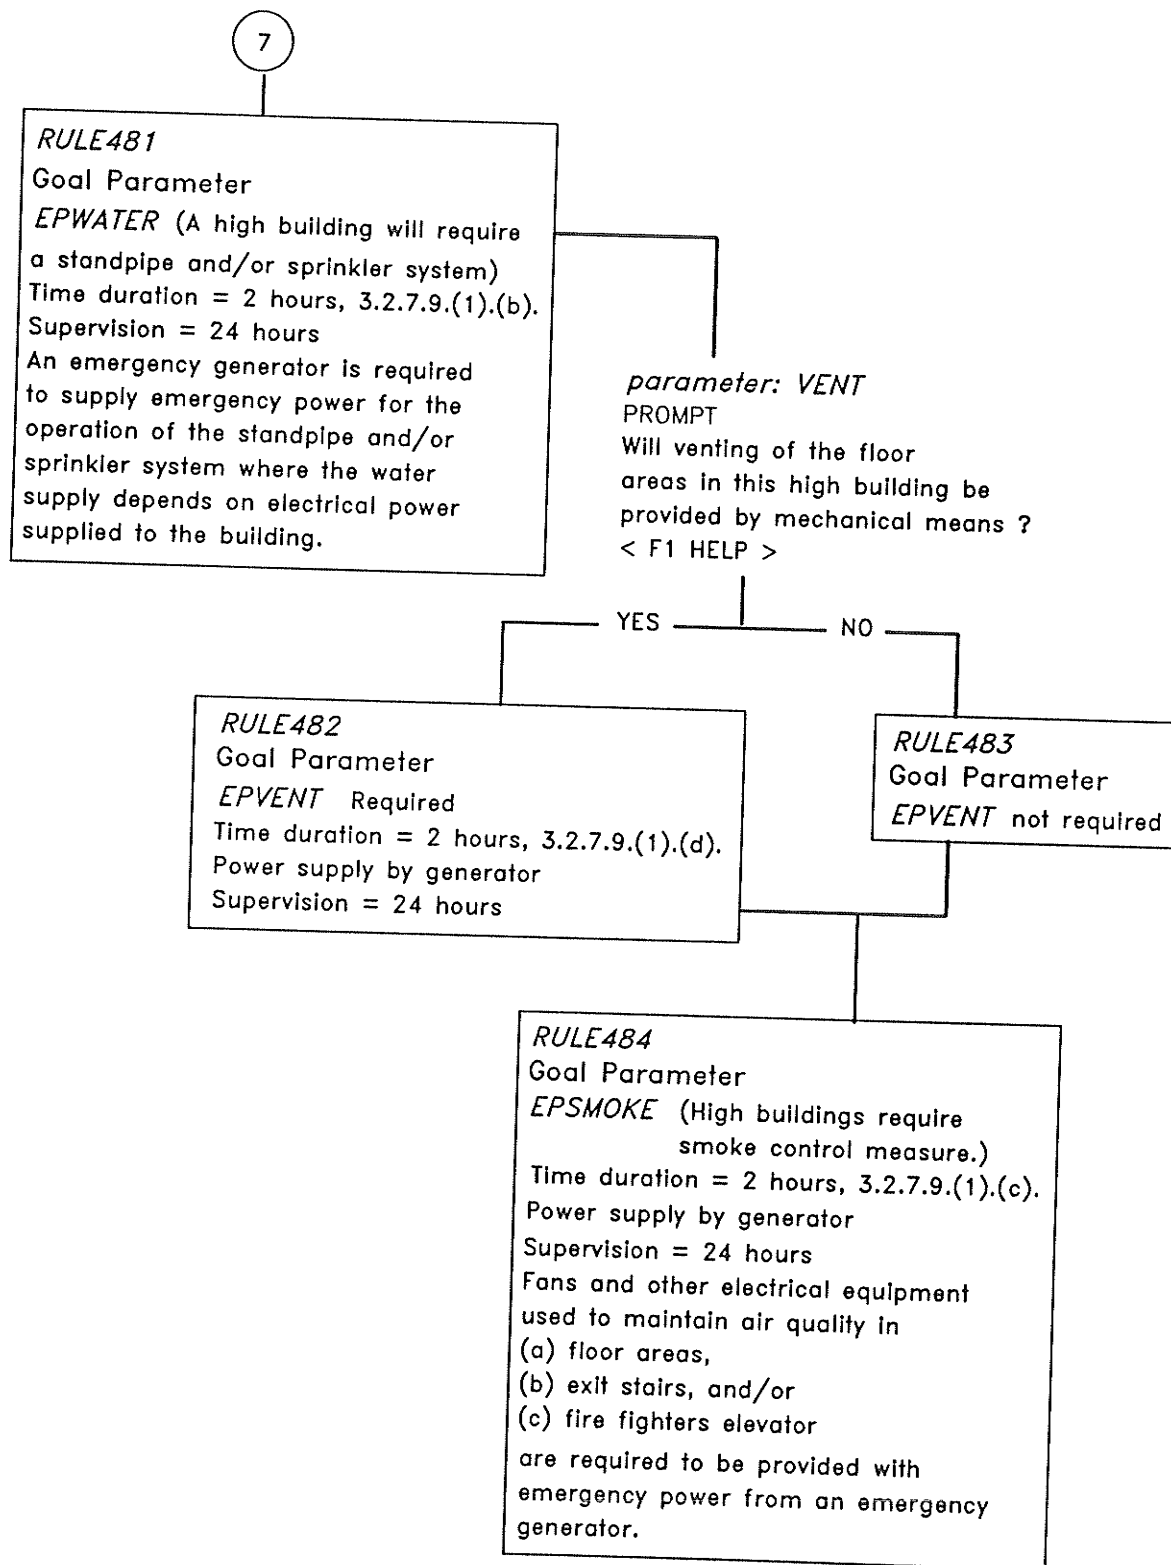 7
RULE481
Goal Parameter
EPWATER (A high building will require
a standpipe and/or sprinkler system)
Time duration = 2 hours, 3.2.7.9.(1).(b).
Supervision = 24 hours
An emergency generator is required
to supply emergency power for the
operation of the standpipe and/or
sprinkler system where the water
supply depends on electrical power
supplied to the building.
parameter: VENT
PROMPT
Will venting of the floor
areas in this high building be
provided by mechanical means ?
< F1 HELP >
YES
NO
RULE482
Goal Parameter
EPVENT Required
Time duration = 2 hours, 3.2.7.9.(1).(d).
Power supply by generator
Supervision = 24 hours
RULE483
Goal Parameter
EPVENT not required
RULE484
Goal Parameter
EPSMOKE (High buildings require
smoke control measure.)
Time duration = 2 hours, 3.2.7.9.(1).(c).
Power supply by generator
Supervision = 24 hours
Fans and other electrical equipment
used to maintain air quality in
(a) floor areas,
(b) exit stairs, and/or
(c) fire fighters elevator
are required to be provided with
emergency power from an emergency
generator.